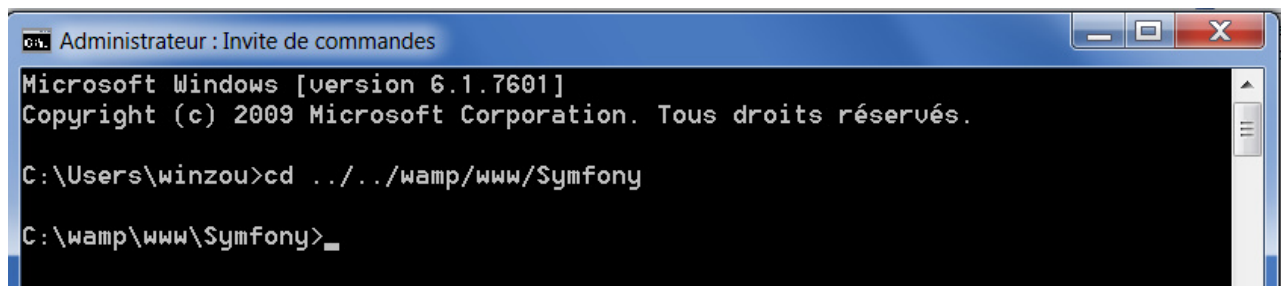 Administrateur : Invite de commandes
Microsoft Windows [version 6.1.7601]
Copyright (c) 2009 Microsoft Corporation. Tous droits réservés.
C:\Users\winzou>cd ../../wamp/www/Symfony
C:\wamp\www\Symfony>_